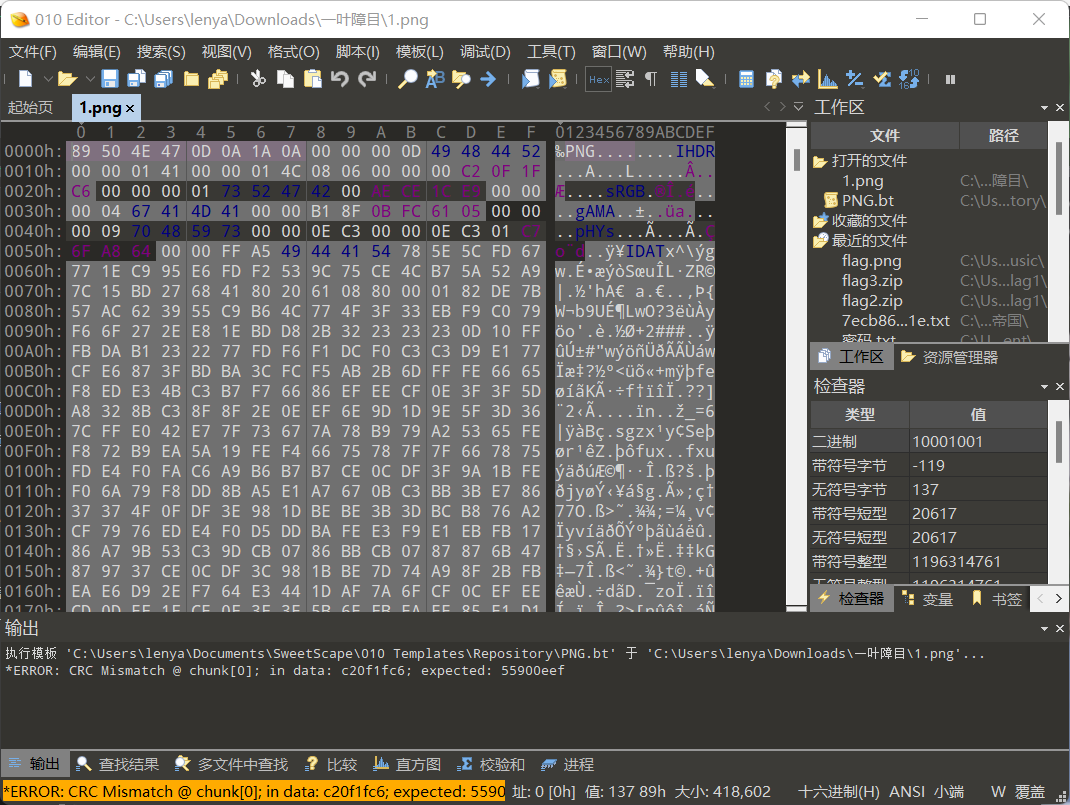 010 Editor - C:\Users\lenya\Downloads\一叶障目\1.png
文件(F) 编辑(E) 搜索(S) 视图(V) 格式(O) 脚本(I) 模板(L) 调试(D) 工具(T) 窗口(W) 帮助(H)
起始页 1.png × 工作区
0 1 2 3 4 5 6 7 8 9 A B C D E F 0123456789ABCDEF
0000h: 89 50 4E 47 0D 0A 1A 0A 00 00 00 0D 49 48 44 52 ‰PNG........IHDR
0010h: 00 00 01 41 00 00 01 4C 08 06 00 00 00 C2 0F 1F ...A...L.....Â..
0020h: C6 00 00 00 01 73 52 47 42 00 AE CE 1C E9 00 00 Æ....sRGB.®Î.é..
0030h: 00 04 67 41 4D 41 00 00 B1 8F 0B FC 61 05 00 00 ..gAMA..±..üa...
0040h: 00 09 70 48 59 73 00 00 0E C3 00 00 0E C3 01 C7 ..pHYs...Ã...Ã.Ç
0050h: 6F A8 64 00 00 FF A5 49 44 41 54 78 5E 5C FD 67 o¨d..ÿ¥IDATx^\ýg
0060h: 77 1E C9 95 E6 FD F2 53 9C 75 CE 4C B7 5A 52 A9 w.É•æýòSœuÎL·ZR©
0070h: 7C 15 BD 27 68 41 80 20 61 08 80 00 01 82 DE 7B |.½'hA€ a.€..‚Þ{
0080h: 57 AC 62 39 55 C9 B6 4C 77 4F 3F 33 EB F9 C0 79 W¬b9UÉ¶LwO?3ëùÀy
0090h: F6 6F 27 2E E8 1E BD D8 2B 32 23 23 23 0D 10 FF öo'.è.½Ø+2###..ÿ
00A0h: FB DA B1 23 22 77 FD F6 F1 DC F0 C3 C3 D9 E1 77 ûÚ±#"wýöñÜðÃÃÙáw
00B0h: CF E6 87 3F BD BA 3C FC F5 AB 2B 6D FF FE 66 65 Ïæ‡?½º<üõ«+mÿþfe
00C0h: F8 ED E3 4B C3 B7 F7 86 EF EE CF 0E 3F 3F 5D øíãKÃ·÷†ïîÏ.??]
00D0h: A8 32 8B C3 8F 8F 2E 0E EF 6E 9D 1D 9E 5F 3D 36 ¨2‹Ã....ïn..ž_=6
00E0h: 7C FF E0 42 E7 7F 73 67 7A 78 B9 79 A2 53 65 FE |ÿàBç.sgzx¹y¢Seþ
00F0h: F8 72 B9 EA 5A 19 FE F4 66 75 78 7F 7F 66 78 75 ør¹êZ.þôfux..fxu
0100h: FD E4 F0 FA C6 A9 B6 B7 B7 CE 0C DF 3F 9A 1B FE ýäðúÆ©¶··Î.ß?š.þ
0110h: F0 6A 79 F8 DD 8B A5 E1 A7 67 0B C3 BB 3B E7 86 ðjyøÝ‹¥á§g.Ã»;ç†
0120h: 37 37 4F 0F DF 3E 98 1D BE BE 3B 3D BC B8 76 A2 77O.ß>˜.¾¾;=¼¸v¢
0130h: CF 79 76 ED E4 F0 D5 DD BA FE E3 F9 E1 EB FB 17 ÏyvíäðÕÝºþãùáëû.
0140h: 86 A7 9B 53 C3 9D CB 07 86 BB CB 07 87 87 6B 47 †§›SÃ.Ë.†»Ë.‡‡kG
0150h: 87 97 37 CE 0C DF 3C 98 1B BE 7D 74 A9 8F 2B FB ‡—7Î.ß<˜.¾}t©.+û
0160h: EA E6 D9 2E F7 64 E3 44 1D AF 7A 6F CF 0C EF EE êæÙ.÷dãD.¯zoÏ.ïî
文件 路径
打开的文件
1.png C:\...障目\
PNG.bt C:\Us...tory\
收藏的文件
最近的文件
flag.png C:\Us...usic\
flag3.zip C:\Us...lag1\
flag2.zip C:\Us...lag1\
7ecb86...1e.txt C:\...帝国\
密码.txt C:\U...ent\
工作区 资源管理器
检查器
类型 值
二进制 10001001
带符号字节 -119
无符号字节 137
带符号短型 20617
无符号短型 20617
带符号整型 1196314761
无符号整型 1196314761
检查器 变量 书签
输出
执行模板 'C:\Users\lenya\Documents\SweetScape\010 Templates\Repository\PNG.bt' 于 'C:\Users\lenya\Downloads\一叶障目\1.png'...
*ERROR: CRC Mismatch @ chunk[0]; in data: c20f1fc6; expected: 55900eef
输出 查找结果 多文件中查找 比较 直方图 校验和 进程
*ERROR: CRC Mismatch @ chunk[0]; in data: c20f1fc6; expected: 5590 址: 0 [0h] 值: 137 89h 大小: 418,602 十六进制(H) ANSI 小端 W 覆盖